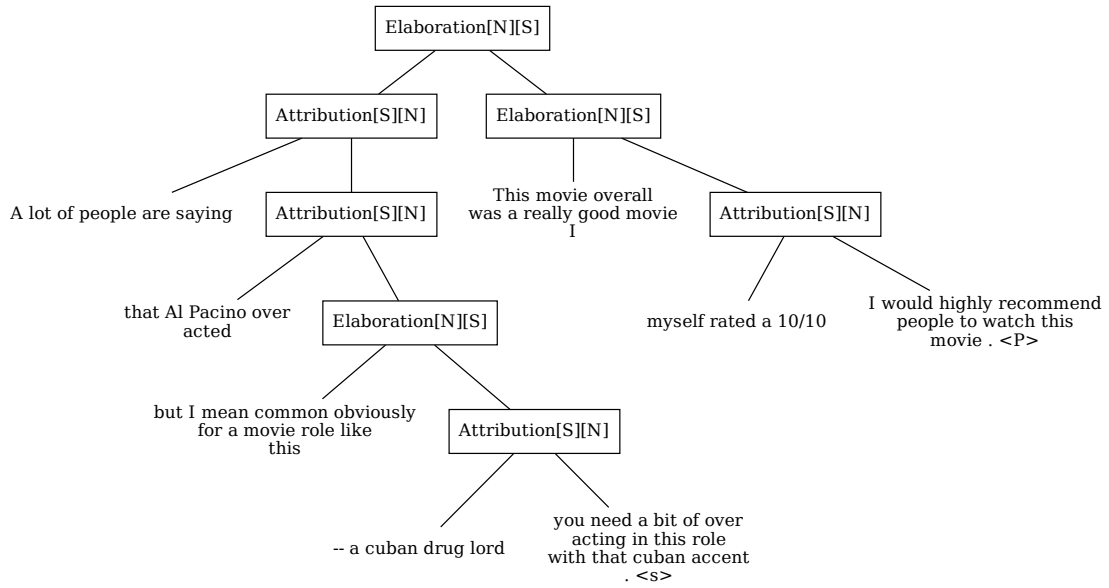 Elaboration[N][S]
Attribution[S][N]
Elaboration[N][S]
A lot of people are saying
Attribution[S][N]
This movie overall
was a really good movie
I
Attribution[S][N]
that Al Pacino over
acted
Elaboration[N][S]
myself rated a 10/10
I would highly recommend
people to watch this
movie . <P>
but I mean common obviously
for a movie role like
this
Attribution[S][N]
-- a cuban drug lord
you need a bit of over
acting in this role
with that cuban accent
. <s>